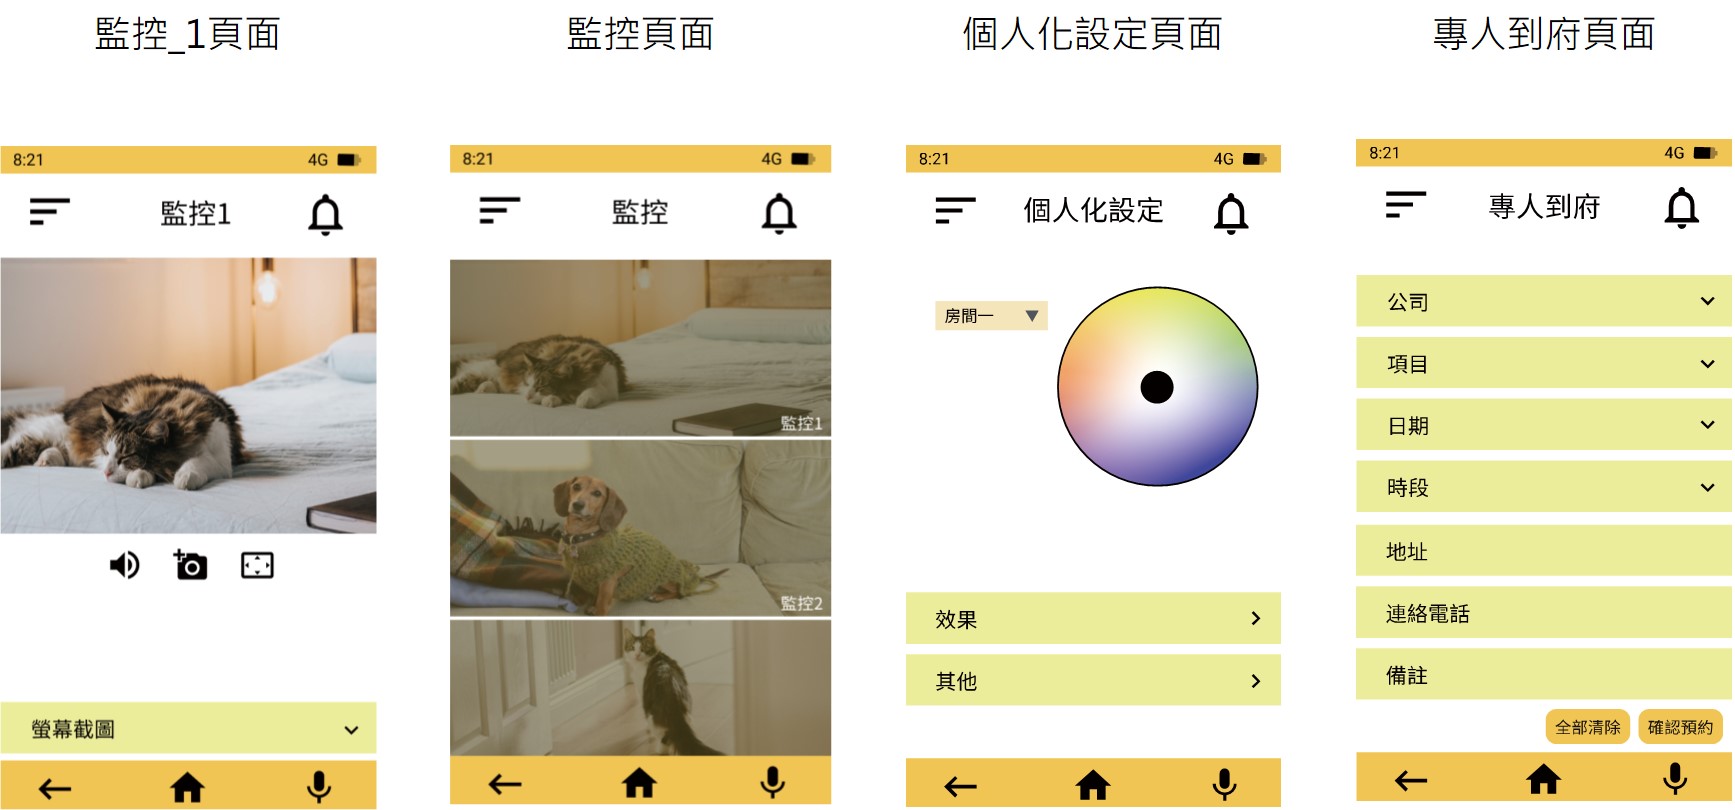 監控_1頁面
監控頁面
個人化設定頁面
專人到府頁面
8:21
4G
監控1
螢幕截圖
8:21
4G
監控
監控1
監控2
8:21
4G
個人化設定
房間一
效果
其他
8:21
4G
專人到府
公司
項目
日期
時段
地址
連絡電話
備註
全部清除
確認預約